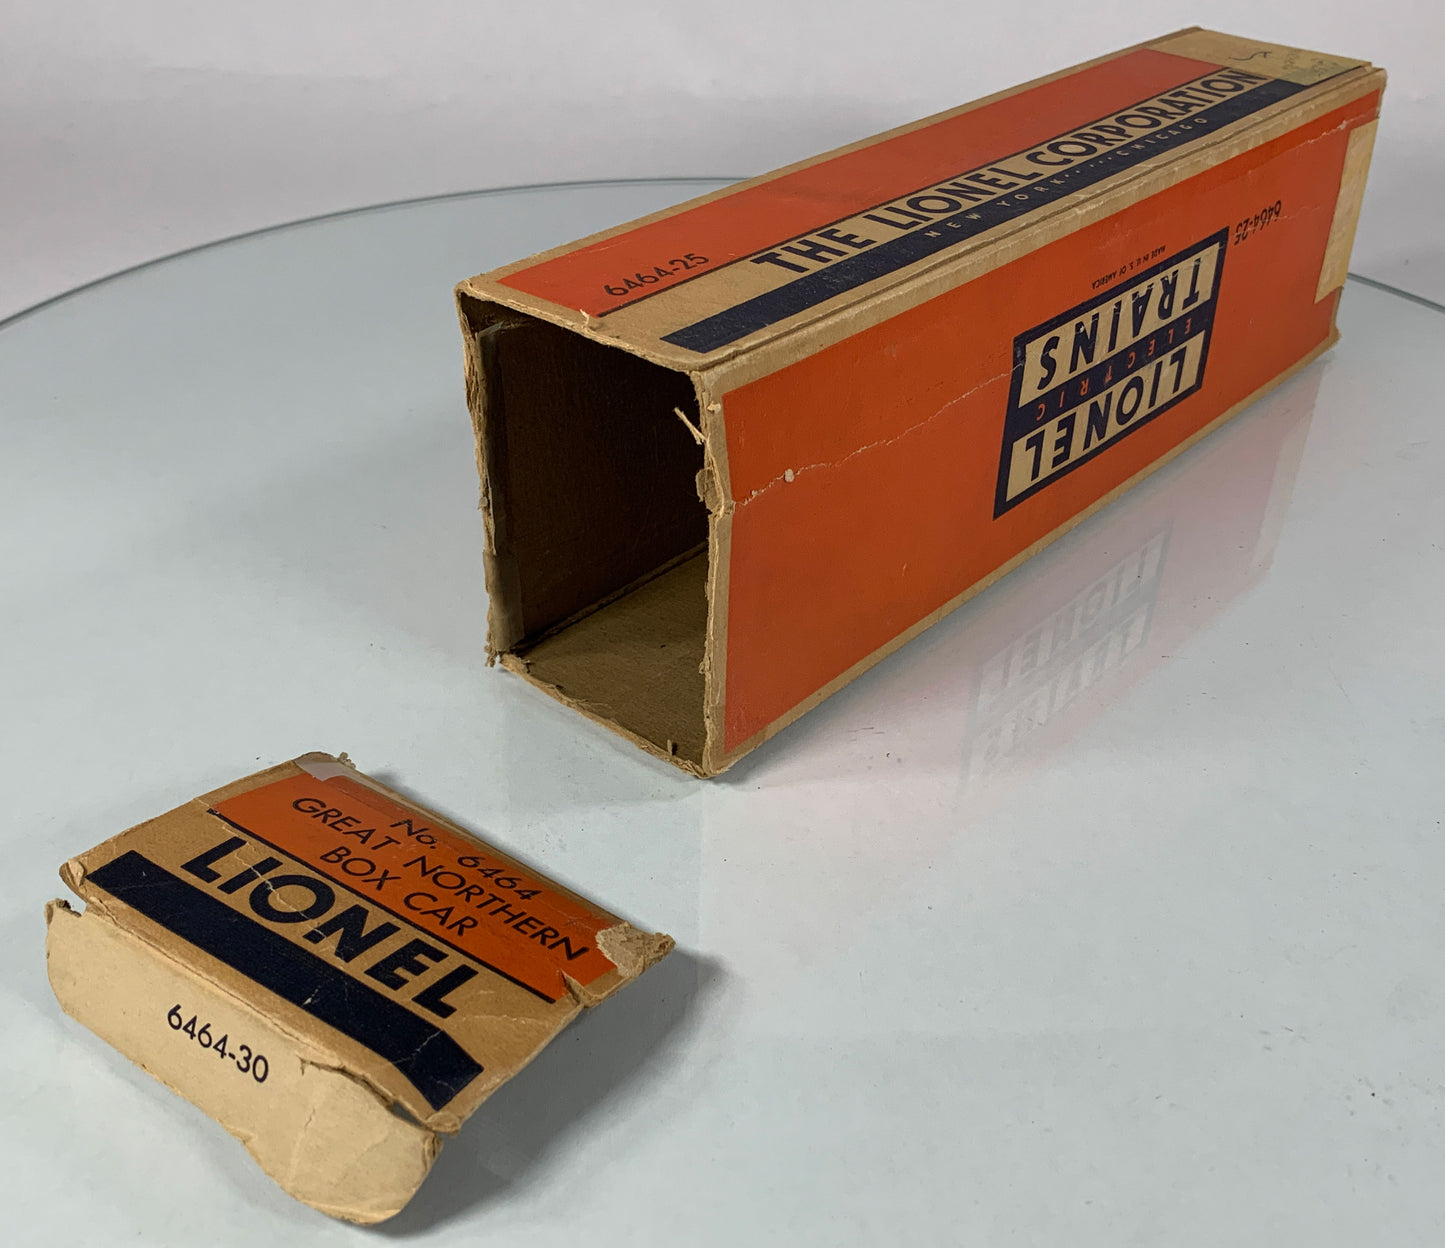 6464-25
THE LIONEL CORPORATION
NEW YORK · · · · · CHICAGO
6464-25
MADE IN U. S. OF AMERICA
LIONEL
ELECTRIC
TRAINS
No. 6464
GREAT NORTHERN
BOX CAR
LIONEL
6464-30